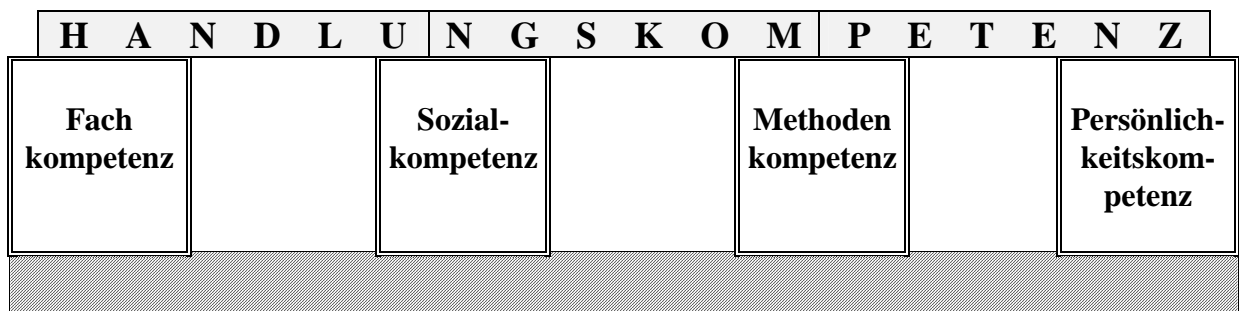 H A N D L U N G S K O M P E T E N Z
Fach
kompetenz
Sozial-
kompetenz
Methoden
kompetenz
Persönlich-
keitskom-
petenz